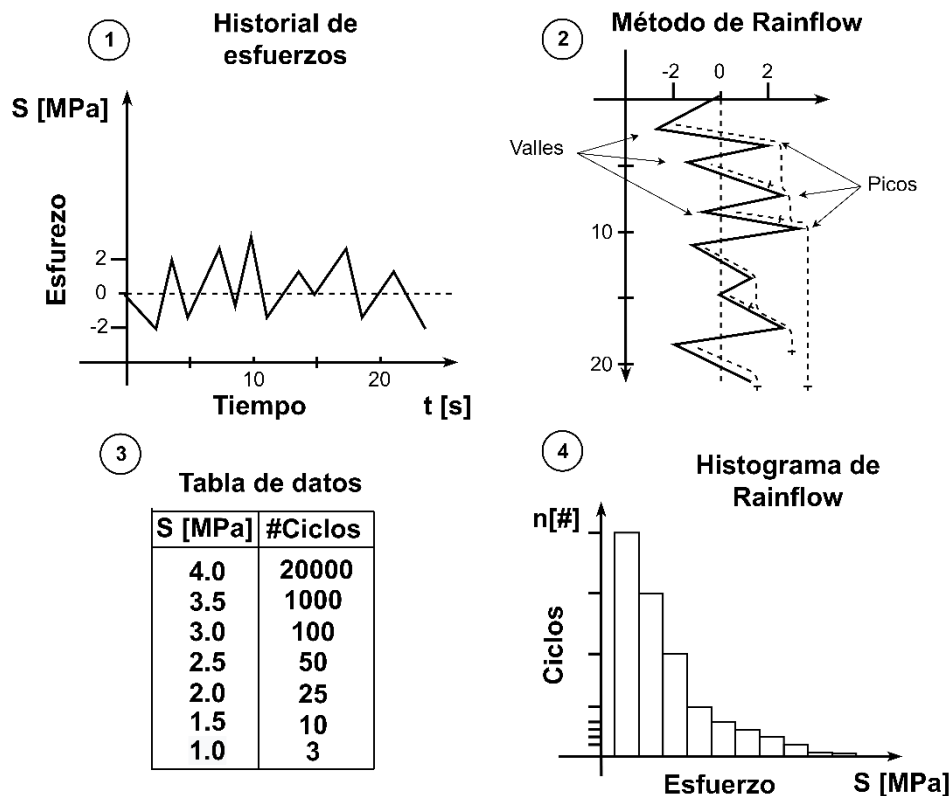 1
Historial de
esfuerzos
S [MPa]
Esfurezo
2
0
-2
10
20
Tiempo
t [s]
2
Método de Rainflow
-2
0
2
Valles
Picos
10
20
3
Tabla de datos
S [MPa] #Ciclos
4.0 20000
3.5 1000
3.0 100
2.5 50
2.0 25
1.5 10
1.0 3
4
Histograma de
Rainflow
n[#]
Ciclos
Esfuerzo
S [MPa]